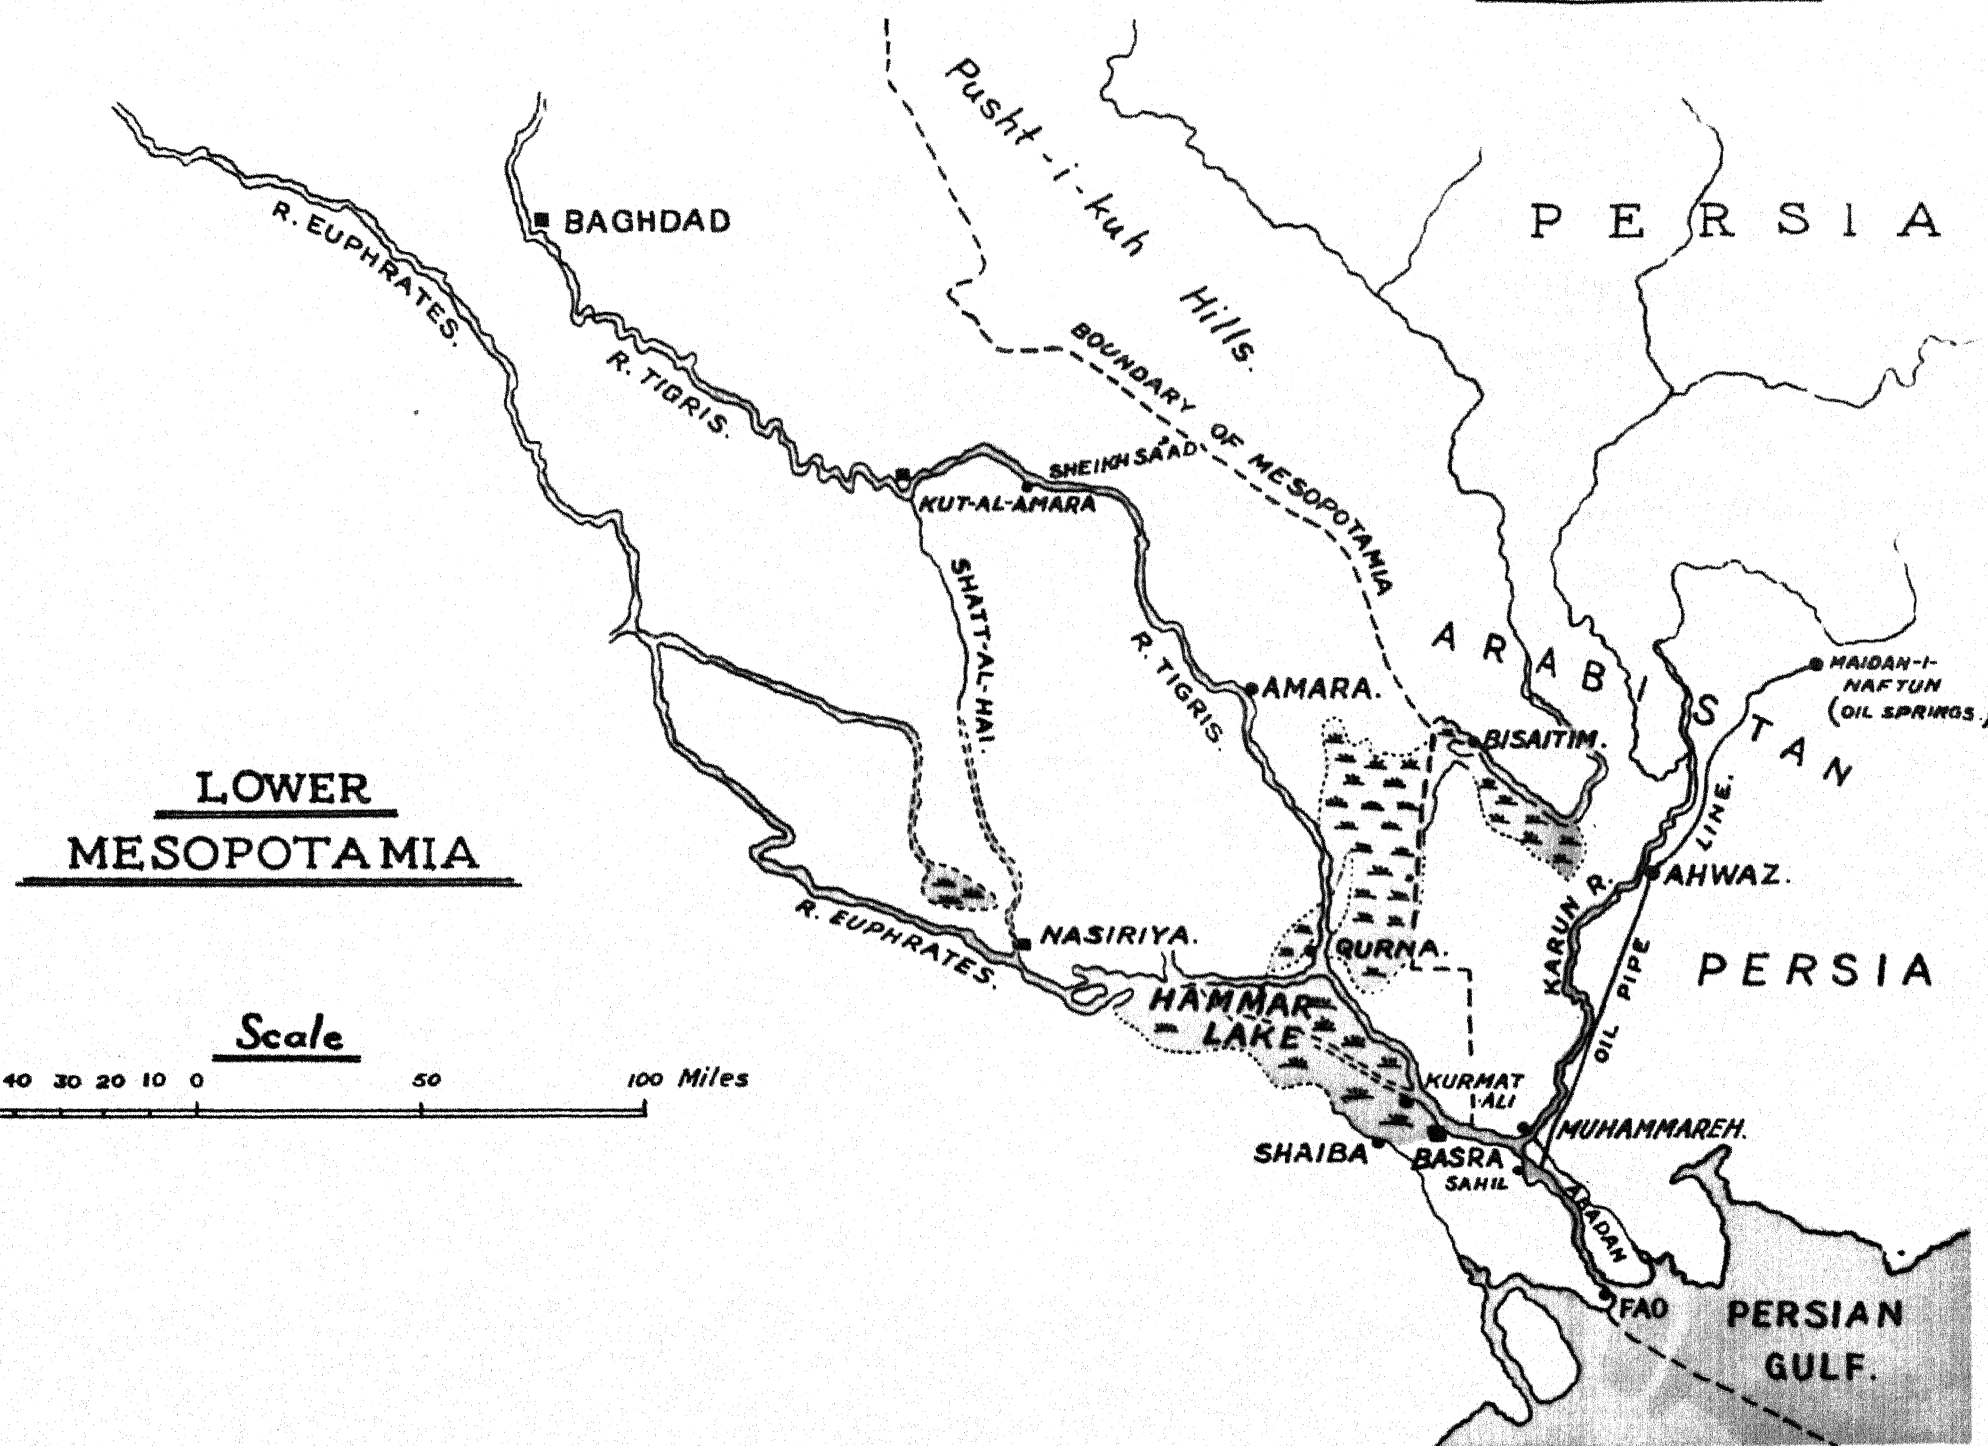 Pusht-i-kuh
Hills.
PERSIA
BAGHDAD
R. EUPHRATES.
R. TIGRIS.
BOUNDARY OF MESOPOTAMIA
SHEIKH SA'AD
KUT-AL-AMARA
SHATT-AL-HAI.
R. TIGRIS.
AMARA.
ARABISTAN
MAIDAN-I-
NAFTUN
(OIL SPRINGS.)
BISAITIM.
LOWER
MESOPOTAMIA
LINE.
AHWAZ.
KARUN R.
R. EUPHRATES.
NASIRIYA.
QURNA.
PERSIA
HAMMAR
LAKE
OIL PIPE
Scale
40 30 20 10 0 50 100 Miles
KURMAT
ALI
MUHAMMAREH.
SHAIBA
BASRA
SAHIL
ABADAN
FAO
PERSIAN
GULF.